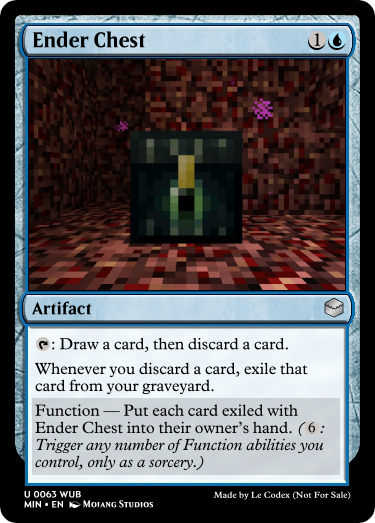 Ender Chest 1
: Draw a card, then discard a card.
Artifact
Whenever you discard a card, exile that
card from your graveyard.
Function — Put each card exiled with
Ender Chest into their owner's hand. (6:
Trigger any number of Function abilities you
control, only as a sorcery.)
U 0063 WUB
MIN • EN Mojang Studios
Made by Le Codex (Not For Sale)